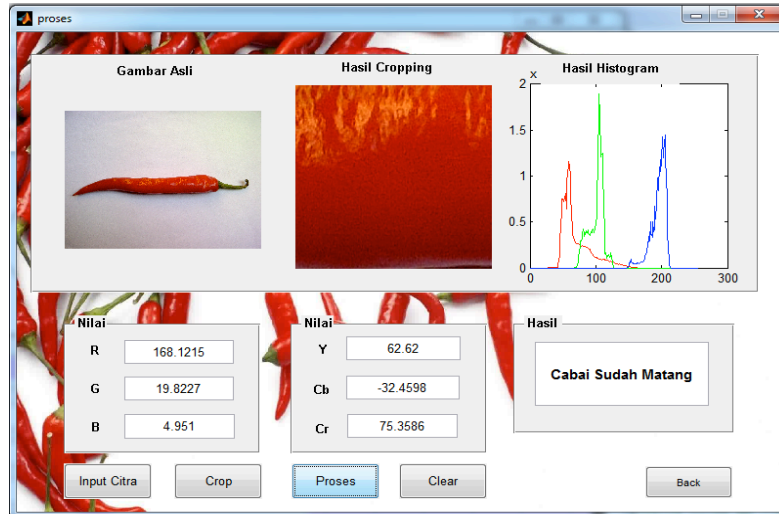 proses
Gambar Asli
Hasil Cropping
Hasil Histogram
x
2
1.5
1
0.5
0
0 100 200 300
Nilai
R 168.1215
G 19.8227
B 4.951
Nilai
Y 62.62
Cb -32.4598
Cr 75.3586
Hasil
Cabai Sudah Matang
Input Citra
Crop
Proses
Clear
Back